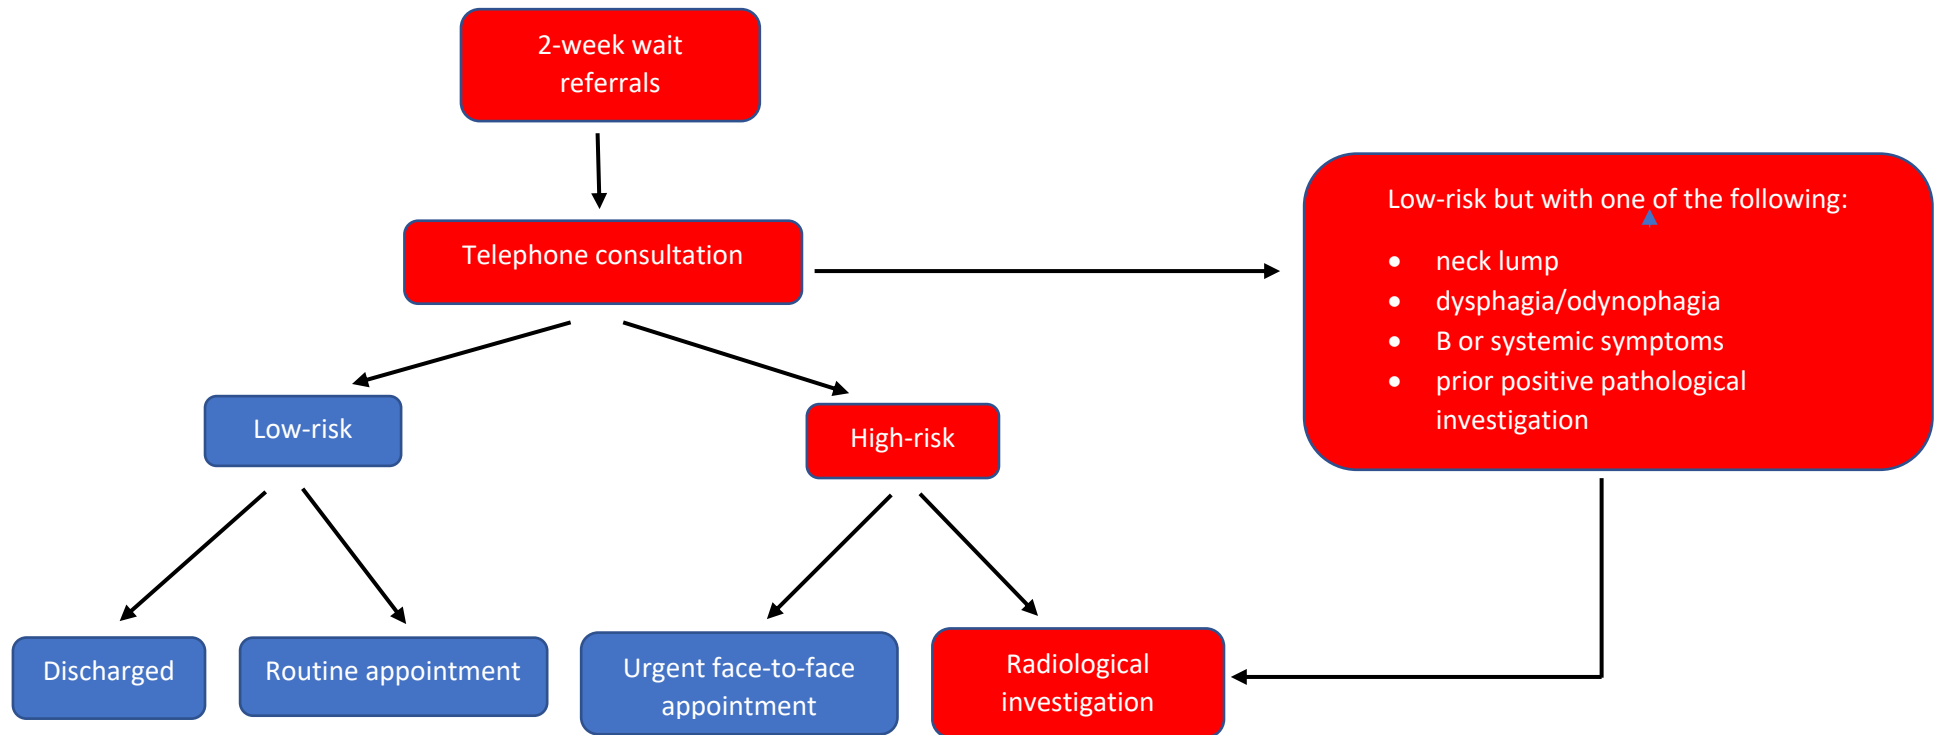 2-week wait
referrals
Telephone consultation
Low-risk but with one of the following:
• neck lump
• dysphagia/odynophagia
• B or systemic symptoms
• prior positive pathological
investigation
Low-risk
High-risk
Discharged
Routine appointment
Urgent face-to-face
appointment
Radiological
investigation